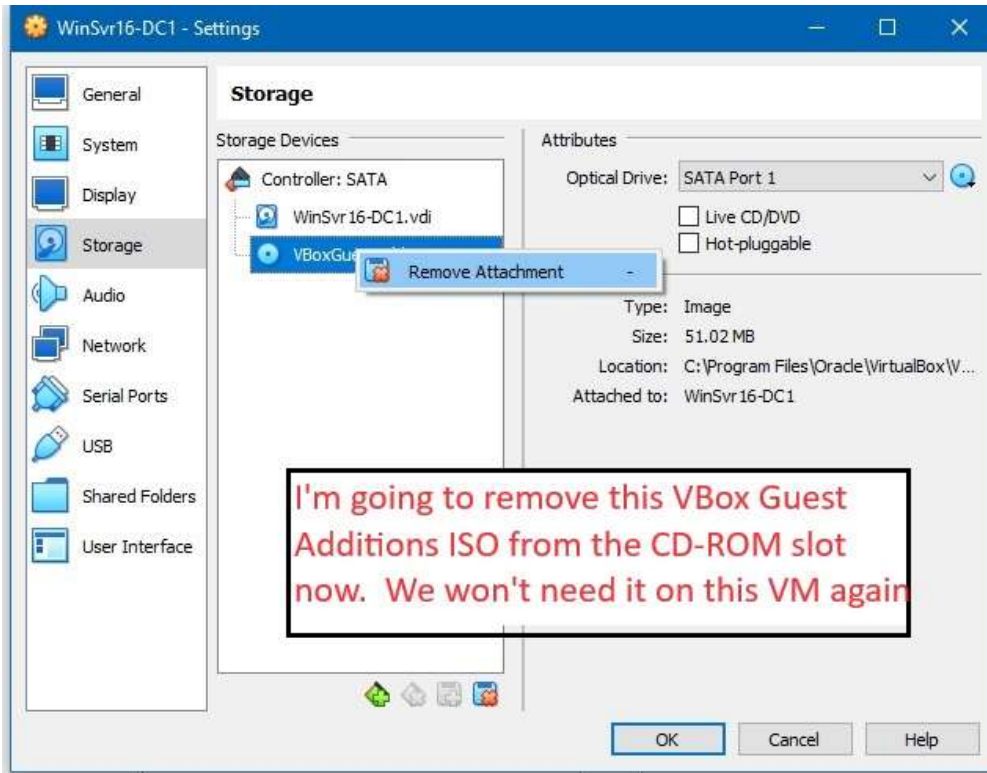 WinSvr16-DC1 - Settings
General
System
Display
Storage
Audio
Network
Serial Ports
USB
Shared Folders
User Interface
Storage
Storage Devices
Controller: SATA
WinSvr16-DC1.vdi
Remove Attachment -
Attributes
Optical Drive: SATA Port 1
Live CD/DVD
Hot-pluggable
Type: Image
Size: 51.02 MB
Location: C:\Program Files\Oracle\VirtualBox\V...
Attached to: WinSvr16-DC1
I'm going to remove this VBox Guest
Additions ISO from the CD-ROM slot
now. We won't need it on this VM again
OK Cancel Help